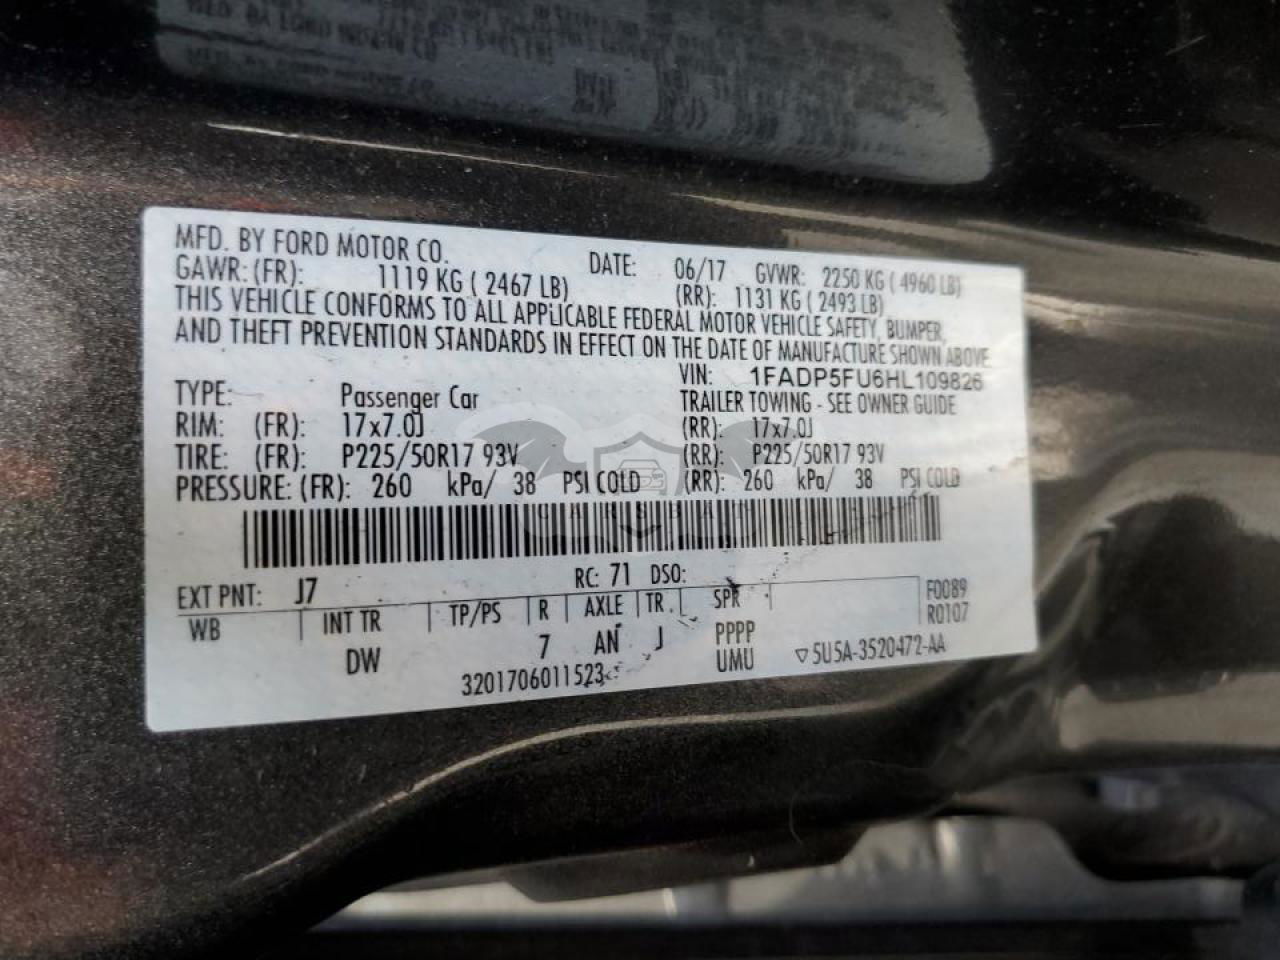 MFD. BY FORD MOTOR CO.
DATE: 06/17 GVWR: 2250 KG ( 4960 LB)
GAWR: (FR): 1119 KG ( 2467 LB) (RR): 1131 KG ( 2493 LB)
THIS VEHICLE CONFORMS TO ALL APPLICABLE FEDERAL MOTOR VEHICLE SAFETY, BUMPER,
AND THEFT PREVENTION STANDARDS IN EFFECT ON THE DATE OF MANUFACTURE SHOWN ABOVE.
VIN: 1FADP5FU6HL109826
TYPE: Passenger Car TRAILER TOWING - SEE OWNER GUIDE
RIM: (FR): 17x7.0J (RR): 17x7.0J
TIRE: (FR): P225/50R17 93V (RR): P225/50R17 93V
PRESSURE: (FR): 260 kPa/ 38 PSI COLD (RR): 260 kPa/ 38 PSI COLD
CARSBAT
EXT PNT: J7 RC: 71 DSO: F0089
WB INT TR TP/PS R AXLE TR SPR R0107
DW 7 AN J PPPP
UMU
3201706011523 ▽5U5A-3520472-AA